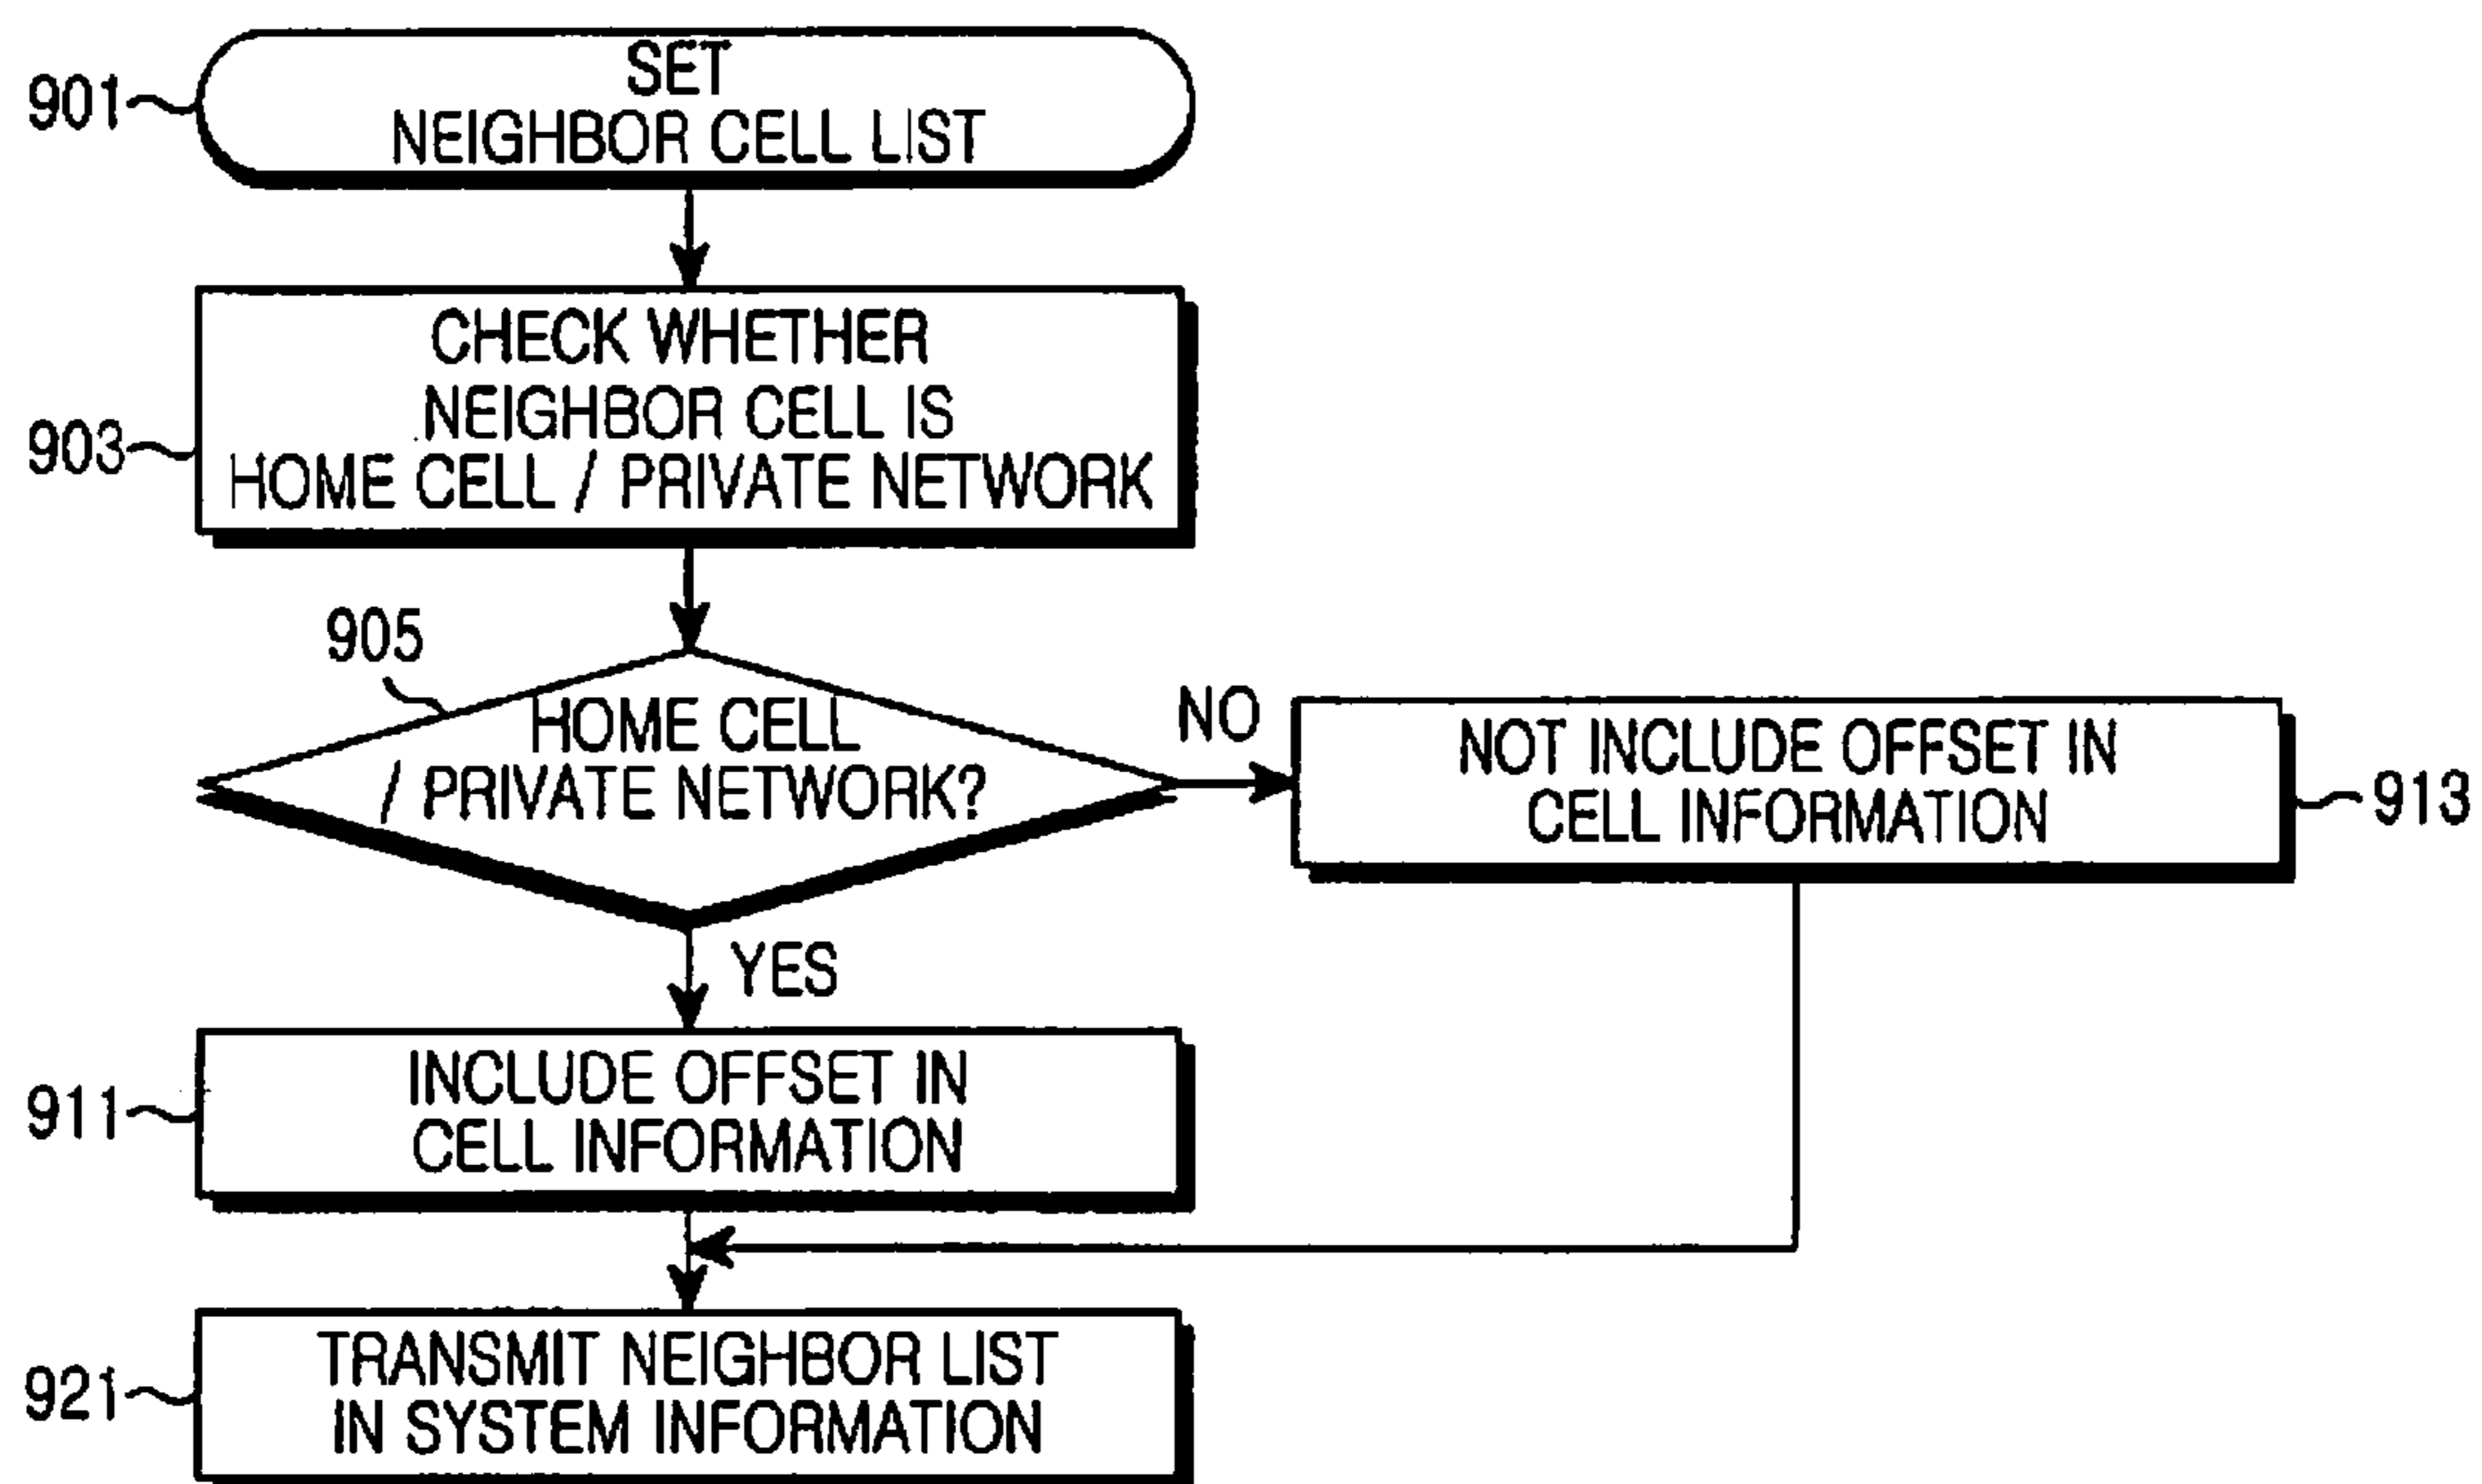 901
SET
NEIGHBOR CELL LIST
903
CHECK WHETHER
NEIGHBOR CELL IS
HOME CELL / PRIVATE NETWORK
905
HOME CELL
/ PRIVATE NETWORK?
NO
NOT INCLUDE OFFSET IN
CELL INFORMATION
913
YES
911
INCLUDE OFFSET IN
CELL INFORMATION
921
TRANSMIT NEIGHBOR LIST
IN SYSTEM INFORMATION